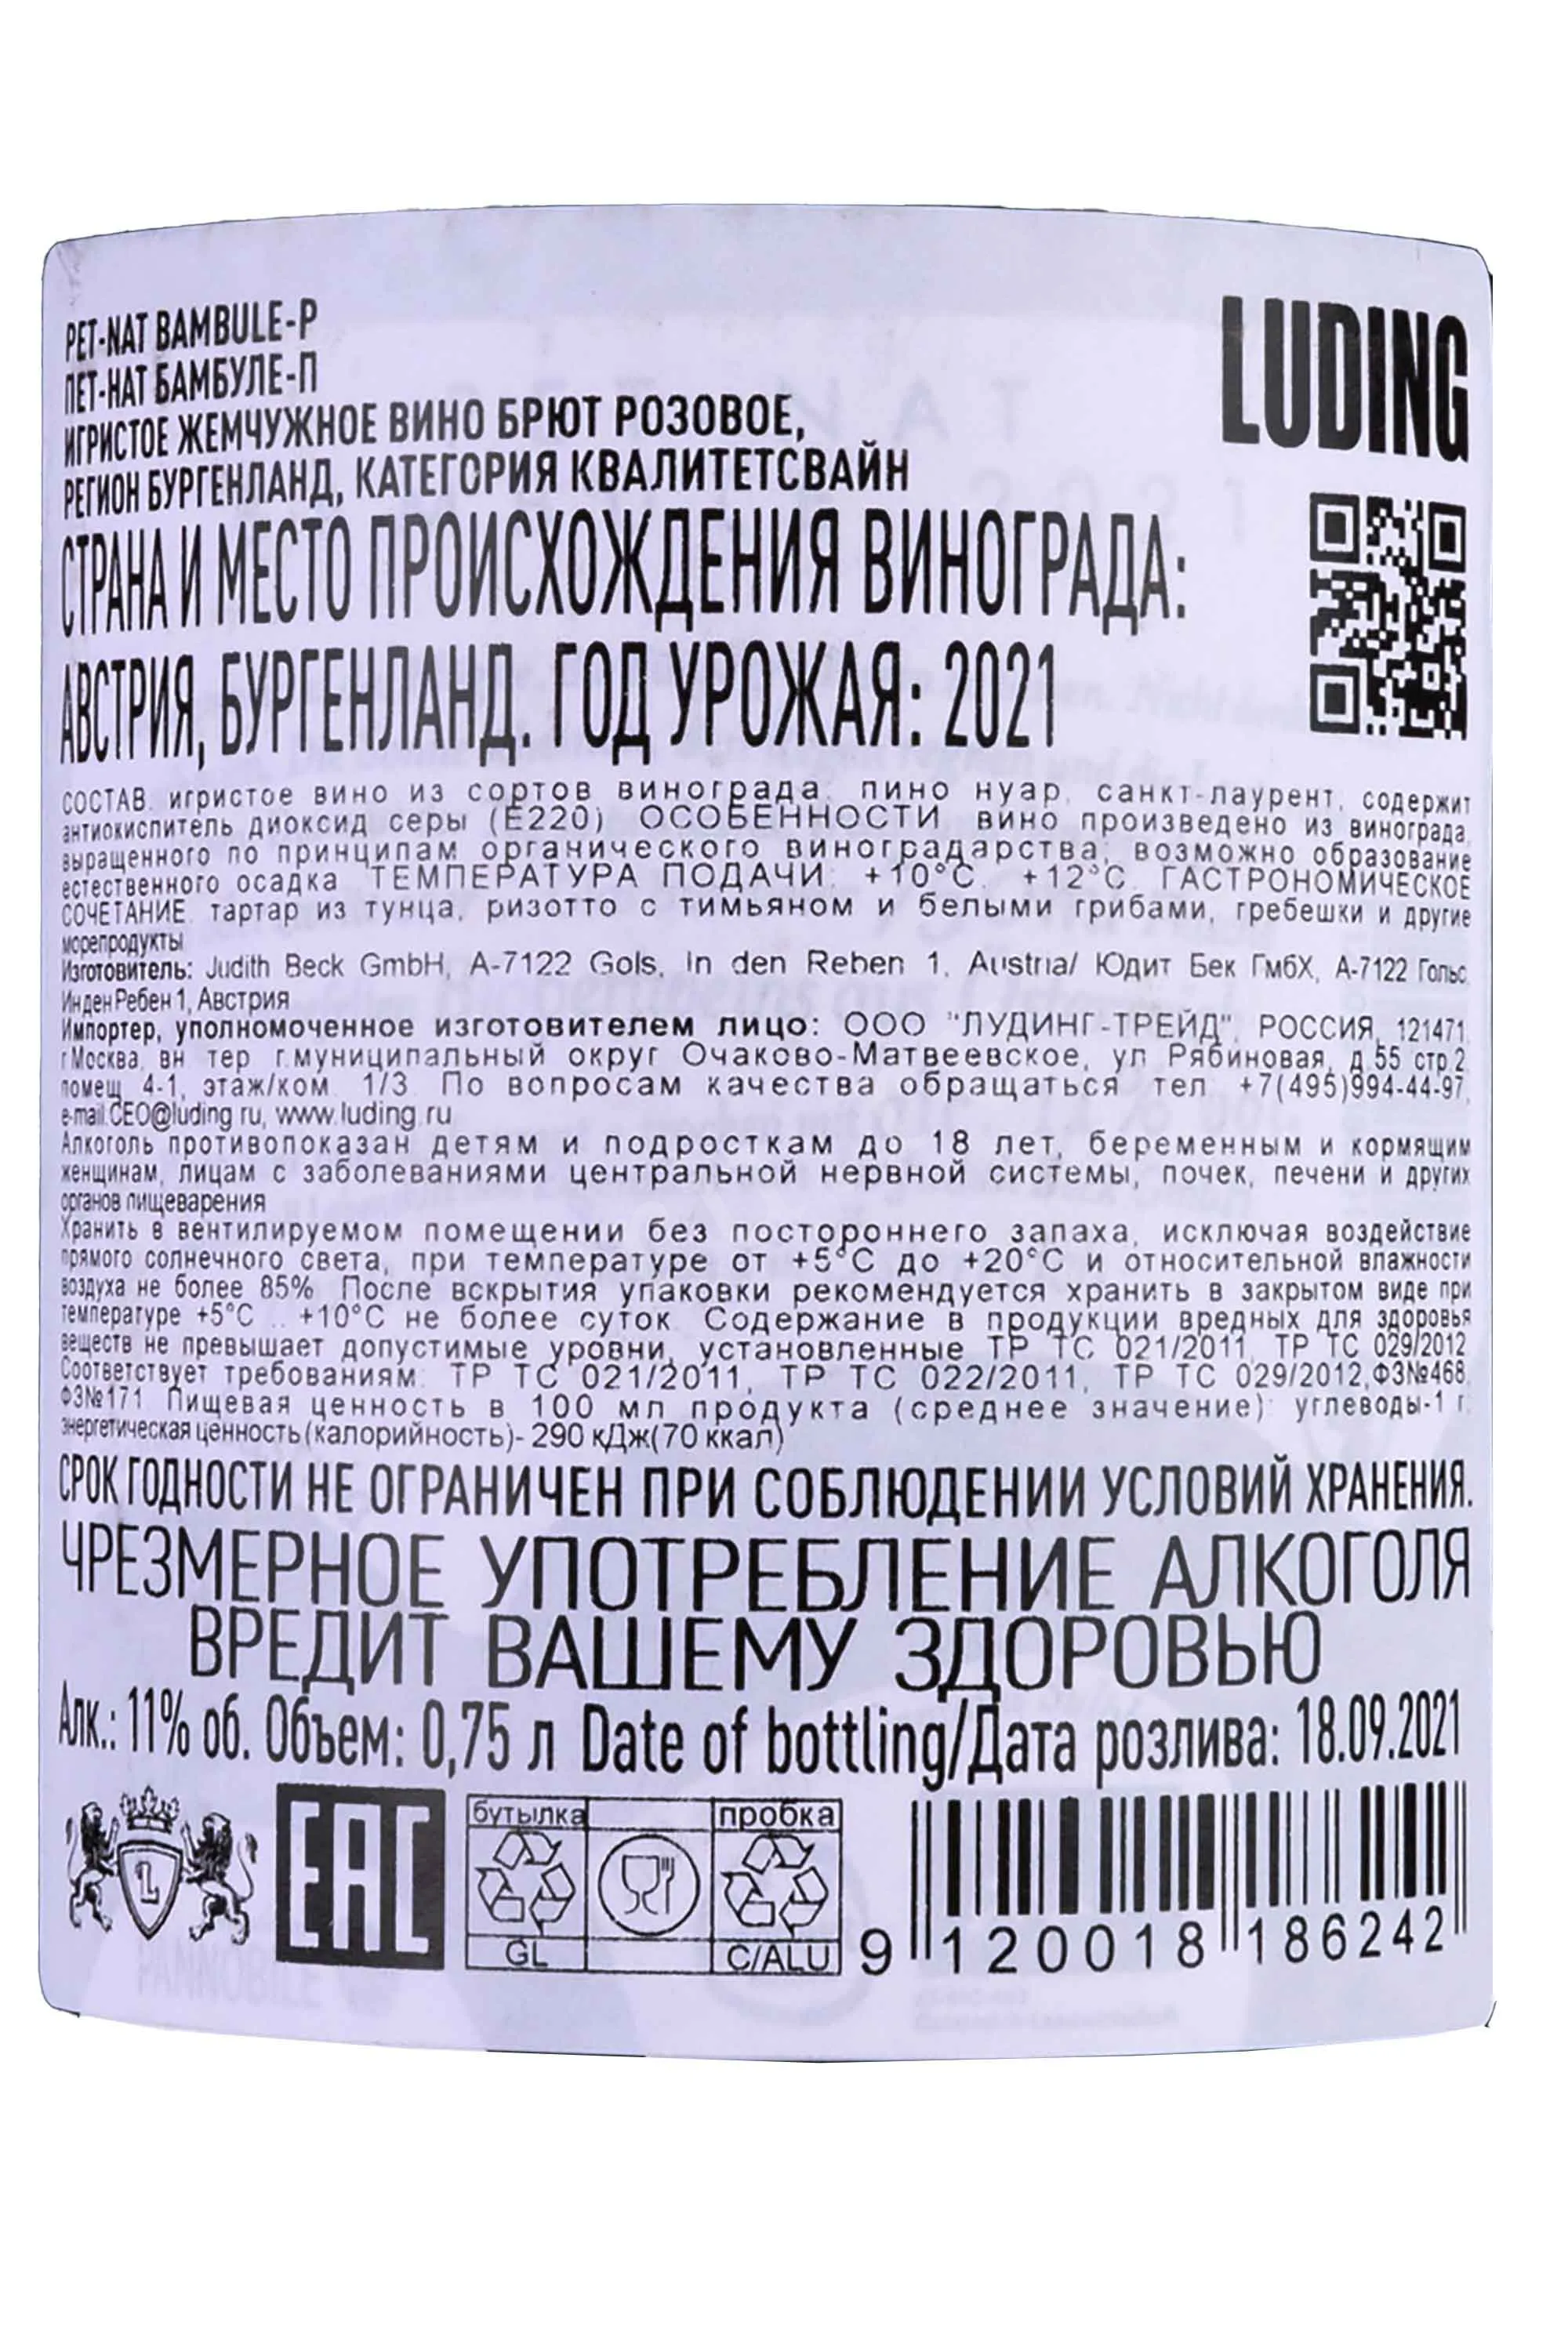 PET-NAT BAMBULE-P
ПЕТ-НАТ БАМБУЛЕ-П
ИГРИСТОЕ ЖЕМЧУЖНОЕ ВИНО БРЮТ РОЗОВОЕ,
РЕГИОН БУРГЕНЛАНД, КАТЕГОРИЯ КВАЛИТЕТСВАЙН
LUDING
СТРАНА И МЕСТО ПРОИСХОЖДЕНИЯ ВИНОГРАДА:
АВСТРИЯ, БУРГЕНЛАНД. ГОД УРОЖАЯ: 2021
СОСТАВ: игристое вино из сортов винограда: пино нуар, санкт-лаурент, содержит
антиокислитель диоксид серы (Е220) ОСОБЕННОСТИ: вино произведено из винограда,
выращенного по принципам органического виноградарства; возможно образование
естественного осадка ТЕМПЕРАТУРА ПОДАЧИ: +10°С... +12°С. ГАСТРОНОМИЧЕСКОЕ
СОЧЕТАНИЕ: тартар из тунца, ризотто с тимьяном и белыми грибами, гребешки и другие
морепродукты
Изготовитель: Judith Beck GmbH, A-7122 Gols, In den Reben 1, Austria/ Юдит Бек ГмбХ, А-7122 Гольс,
Ин ден Ребен 1, Австрия
Импортер, уполномоченное изготовителем лицо: ООО "ЛУДИНГ-ТРЕЙД", РОССИЯ, 121471,
г.Москва, вн. тер. г.муниципальный округ Очаково-Матвеевское, ул. Рябиновая, д.55 стр.2,
помещ. 4-1, этаж/ком. 1/3. По вопросам качества обращаться тел. +7(495)994-44-97,
e-mail:CEO@luding.ru, www.luding.ru
Алкоголь противопоказан детям и подросткам до 18 лет, беременным и кормящим
женщинам, лицам с заболеваниями центральной нервной системы, почек, печени и других
органов пищеварения
Хранить в вентилируемом помещении без постороннего запаха, исключая воздействие
прямого солнечного света, при температуре от +5°С до +20°С и относительной влажности
воздуха не более 85%. После вскрытия упаковки рекомендуется хранить в закрытом виде при
температуре +5°С ... +10°С не более суток. Содержание в продукции вредных для здоровья
веществ не превышает допустимые уровни, установленные ТР ТС 021/2011, ТР ТС 029/2012
Соответствует требованиям: ТР ТС 021/2011, ТР ТС 022/2011, ТР ТС 029/2012,ФЗ№468,
ФЗ№171. Пищевая ценность в 100 мл продукта (среднее значение): углеводы-1 г.
энергетическая ценность (калорийность)- 290 кДж(70 ккал)
СРОК ГОДНОСТИ НЕ ОГРАНИЧЕН ПРИ СОБЛЮДЕНИИ УСЛОВИЙ ХРАНЕНИЯ.
ЧРЕЗМЕРНОЕ УПОТРЕБЛЕНИЕ АЛКОГОЛЯ
ВРЕДИТ ВАШЕМУ ЗДОРОВЬЮ
Алк.: 11% об. Объем: 0,75 л Date of bottling/Дата розлива: 18.09.2021
L
EAC
бутылка
GL
пробка
C/ALU
9 120018 186242